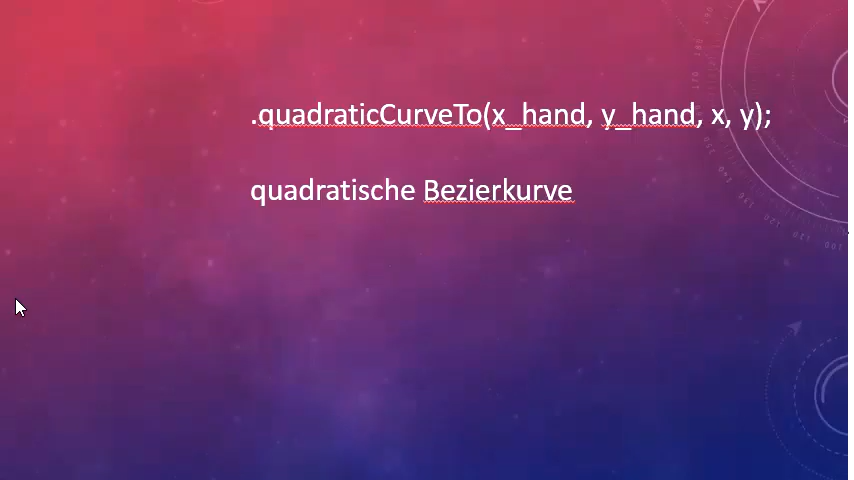 .quadraticCurveTo(x_hand, y_hand, x, y);
quadratische Bezierkurve